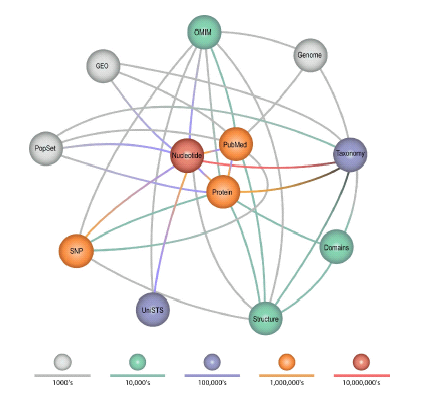 OMIM
Genome
GEO
PubMed
PopSet
Nucleotide
Taxonomy
Protein
Domains
SNP
UniSTS
Structure
1000's
10,000's
100,000's
1,000,000's
10,000,000's